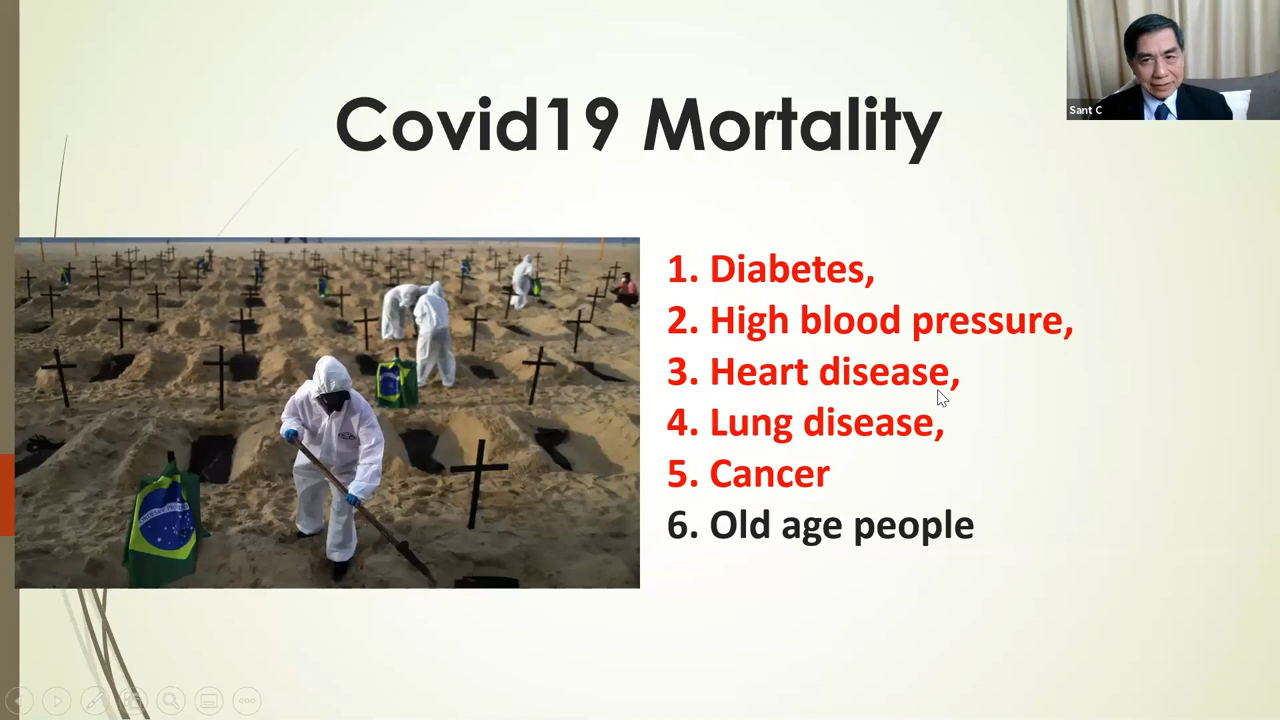 Covid19 Mortality
Sant C
1. Diabetes,
2. High blood pressure,
3. Heart disease,
4. Lung disease,
5. Cancer
6. Old age people